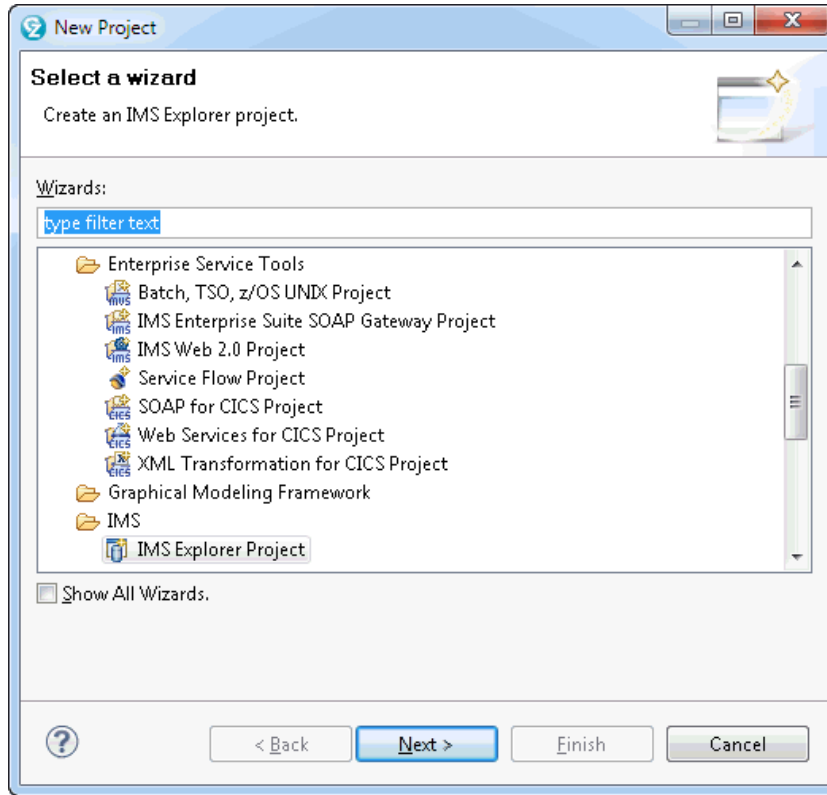 New Project
Select a wizard
Create an IMS Explorer project.
Wizards:
type filter text
Enterprise Service Tools
Batch, TSO, z/OS UNIX Project
IMS Enterprise Suite SOAP Gateway Project
IMS Web 2.0 Project
Service Flow Project
SOAP for CICS Project
Web Services for CICS Project
XML Transformation for CICS Project
Graphical Modeling Framework
IMS
IMS Explorer Project
Show All Wizards.
? < Back Next > Finish Cancel